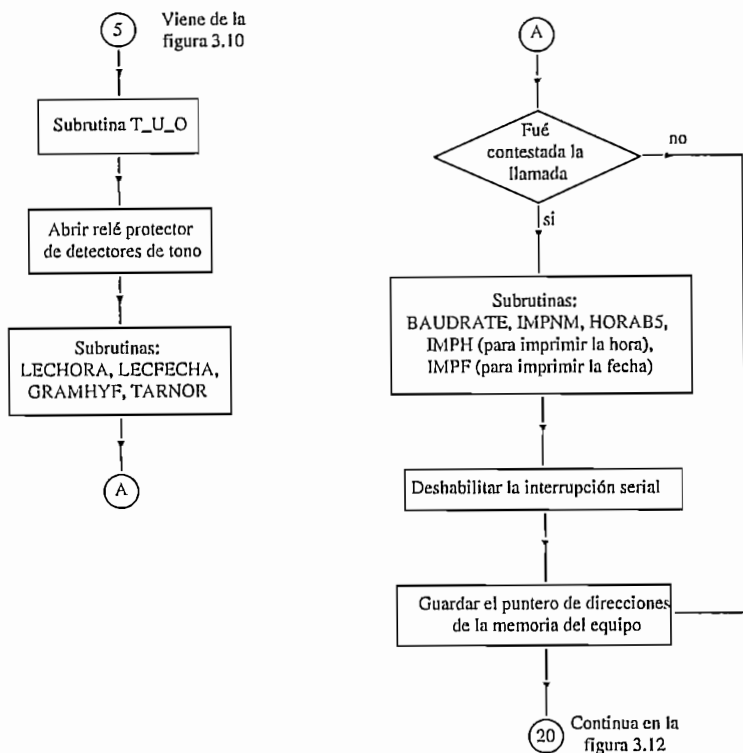 5
Viene de la
figura 3.10
Subrutina T_U_O
Abrir relé protector
de detectores de tono
Subrutinas:
LECHORA, LECFECHA,
GRAMHYF, TARNOR
A
A
Fué
contestada la
llamada
no
si
Subrutinas:
BAUDRATE, IMPNM, HORAB5,
IMPH (para imprimir la hora),
IMPF (para imprimir la fecha)
Deshabilitar la interrupción serial
Guardar el puntero de direcciones
de la memoria del equipo
20
Continua en la
figura 3.12